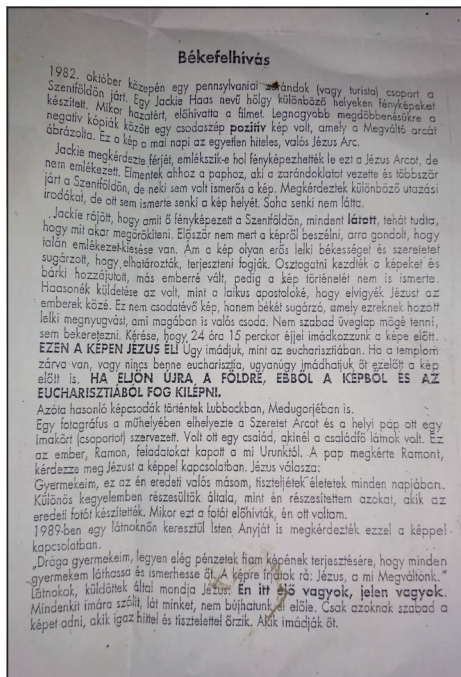 Békefelhívás
1982. október közepén egy pennsylvaniai zarándok (vagy turista) csoport a
Szentföldön járt. Egy Jackie Haas nevű hölgy különböző helyeken fényképeket
készített. Mikor hazatért, előhívatta a filmet. Legnagyobb megdöbbenésükre a
negatív kópiák között egy csodaszép pozitív kép volt, amely a Megváltó arcát
ábrázolta. Ez a kép a mai napi az egyetlen hiteles, valós Jézus Arc.
Jackie megkérdezte férjét, emlékszik-e hol fényképezhették le ezt a Jézus Arcot, de
nem emlékezett. Elmentek ahhoz a paphoz, aki a zarándoklatot vezette és többször
járt a Szentföldön, de neki sem volt ismerős a kép. Megkérdeztek különböző utazási
irodákat, de ott sem ismerte senki a kép helyét. Soha senki nem látta.
Jackie rájött, hogy amit ő fényképezett a Szentföldön, mindent látott, tehát tudta,
hogy mit akar megörökíteni. Először nem mert a képről beszélni, arra gondolt, hogy
talán emlékezet-kiesése van. Ám a kép olyan erős lelki békességet és szeretetet
sugárzott, hogy elhatározták, terjeszteni fogják. Osztogatni kezdték a képeket és
bárki hozzájutott, más emberré vált, pedig a kép történelét nem is ismerte.
Haasonék küldetése az volt, mint a laikus apostoloké, hogy elvigyék Jézust az
emberek közé. Ez nem csodatévő kép, hanem békét sugárzó, amely ezreknek hozott
lelki megnyugvást, ami magában is valós csoda. Nem szabad üveglap mögé tenni,
sem bekeretezni. Kérése, hogy 24 óra 15 perckor éjjel imádkozzunk a kép előtt.
EZEN A KÉPEN JÉZUS ÉL! Úgy imádjuk, mint az eucharisztiában. Ha a templom
zárva van, vagy nincs benne eucharisztia, ugyanúgy imádhatjuk őt ezelőtt a kép
előtt is. HA ELJÖN ÚJRA A FÖLDRE, EBBŐL A KÉPBŐL ÉS AZ
EUCHARISZTIÁBÓL FOG KILÉPNI.
Azóta hasonló képcsodák történtek Lubbockban, Medugorjéban is.
Egy fotográfus a műhelyében elhelyezte a Szeretet Arcot és a helyi pap ott egy
imakört (csoportot) szervezett. Volt ott egy család, akinél a családfő látnok volt. Ez
az ember, Ramon, feladatokat kapott a mi Urunktól. A pap megkérte Ramont,
kérdezze meg Jézust a képpel kapcsolatban. Jézus válasza:
Gyermekeim, ez az én eredeti valós másom, tiszteljétek életetek minden napjában.
Különös kegyelemben részesültök általa, mint én részesítettem azokat, akik az
eredeti fotót készítették. Mikor ezt a fotót előhívták, én ott voltam.
1989-ben egy látnoknőn keresztül Isten Anyját is megkérdezték ezzel a képpel
kapcsolatban.
„Drága gyermekeim, legyen elég pénzetek fiam képének terjesztésére, hogy minden
gyermekem láthassa és ismerhesse őt. A képre írjátok rá: Jézus, a mi Megváltónk."
Látnokok, küldöttek által mondja Jézus: Én itt élő vagyok, jelen vagyok.
Mindenkit imára szólít, lát minket, nem bújhatunk el előle. Csak azoknak szabad a
képet adni, akik igaz hittel és tisztelettel őrzik. Akik imádják őt.